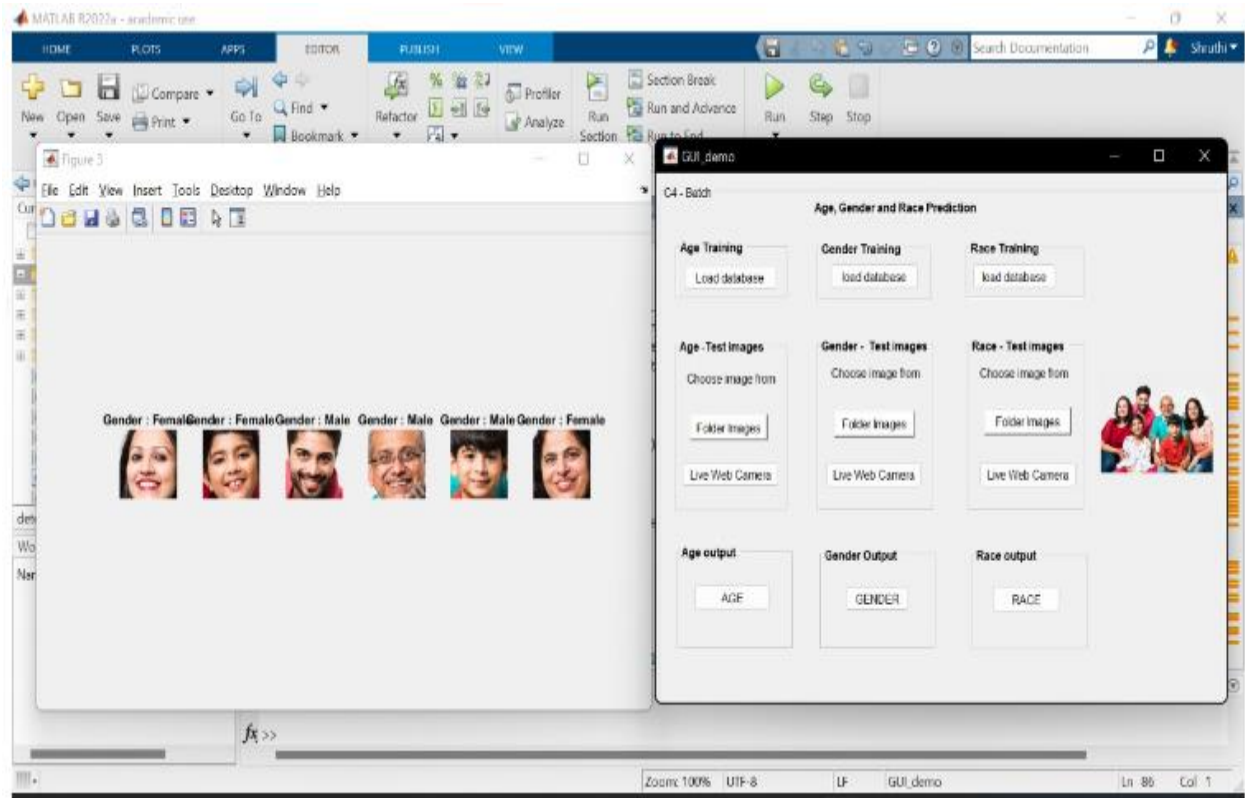 MATLAB R2022a - academic use
HOME PLOTS APPS EDITOR PUBLISH VIEW Search Documentation Shruthi
New Open Save Compare Print Go To Find Bookmark Refactor Profiler Analyze Run Section Section Break Run and Advance Run to End Run Step Stop
Figure 3
File Edit View Insert Tools Desktop Window Help
Gender : Female Gender : Female Gender : Male Gender : Male Gender : Male Gender : Female
GUI_demo
C4 - Batch
Age, Gender and Race Prediction
Age Training Gender Training Race Training
Load database load database load database
Age -Test images Gender - Test images Race - Test images
Choose image from Choose image from Choose image from
Folder Images Folder Images Folder Images
Live Web Camera Live Web Camera Live Web Camera
Age output Gender Output Race output
AGE GENDER RACE
fx >>
Zoom: 100% UTF-8 LF GUI_demo Ln 86 Col 1